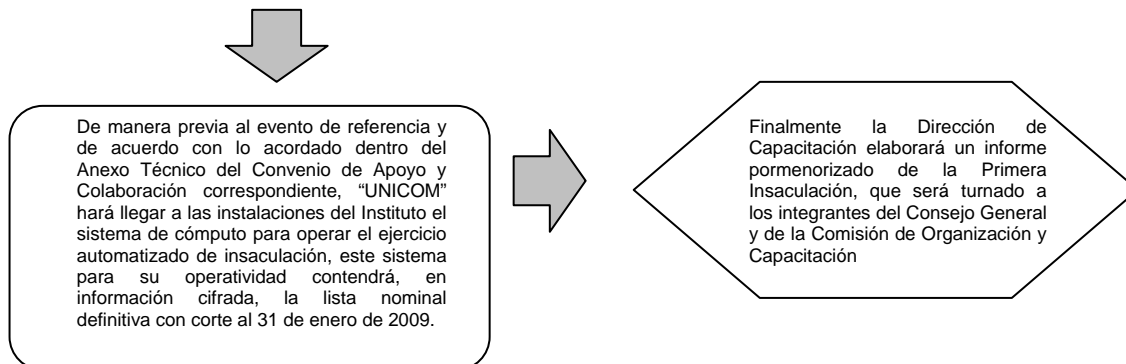 De manera previa al evento de referencia y
de acuerdo con lo acordado dentro del
Anexo Técnico del Convenio de Apoyo y
Colaboración correspondiente, “UNICOM”
hará llegar a las instalaciones del Instituto el
sistema de cómputo para operar el ejercicio
automatizado de insaculación, este sistema
para su operatividad contendrá, en
información cifrada, la lista nominal
definitiva con corte al 31 de enero de 2009.
Finalmente la Dirección de
Capacitación elaborará un informe
pormenorizado de la Primera
Insaculación, que será turnado a
los integrantes del Consejo General
y de la Comisión de Organización y
Capacitación